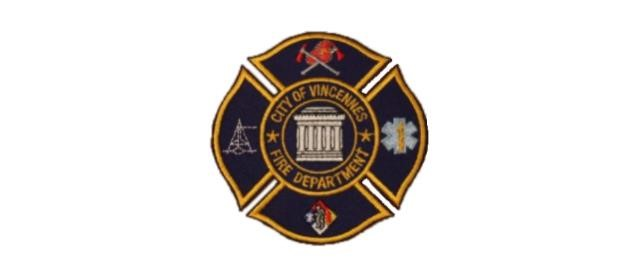 CITY OF VINCENNES
FIRE DEPARTMENT